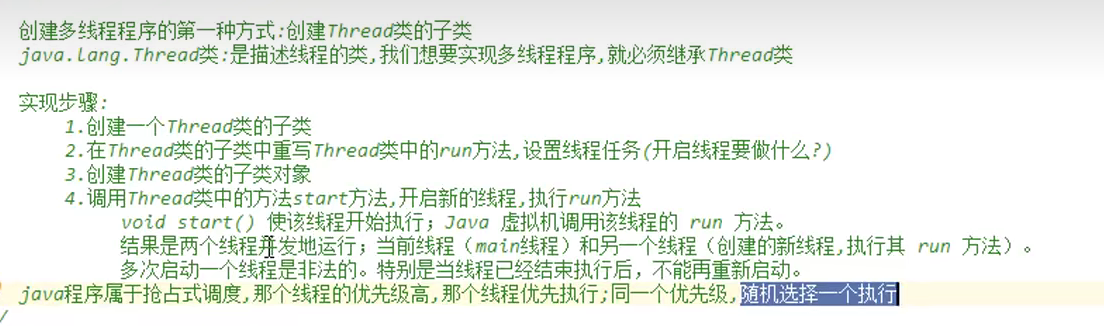 创建多线程程序的第一种方式:创建Thread类的子类
java.lang.Thread类:是描述线程的类,我们想要实现多线程程序,就必须继承Thread类
实现步骤:
1.创建一个Thread类的子类
2.在Thread类的子类中重写Thread类中的run方法,设置线程任务(开启线程要做什么?)
3.创建Thread类的子类对象
4.调用Thread类中的方法start方法,开启新的线程,执行run方法
void start() 使该线程开始执行；Java 虚拟机调用该线程的 run 方法。
结果是两个线程并发地运行；当前线程（main线程）和另一个线程（创建的新线程,执行其 run 方法）。
多次启动一个线程是非法的。特别是当线程已经结束执行后，不能再重新启动。
java程序属于抢占式调度,那个线程的优先级高,那个线程优先执行;同一个优先级,随机选择一个执行
/